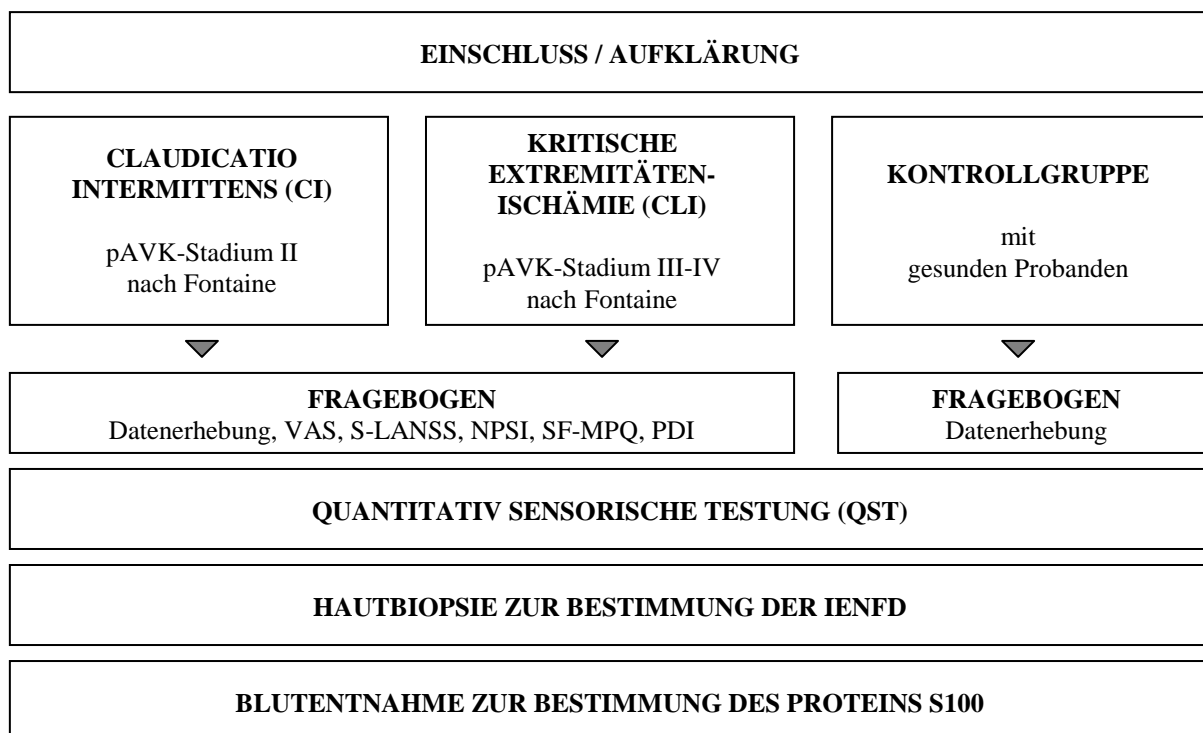 EINSCHLUSS / AUFKLÄRUNG
CLAUDICATIO
INTERMITTENS (CI)
pAVK-Stadium II
nach Fontaine
KRITISCHE
EXTREMITÄTEN-
ISCHÄMIE (CLI)
pAVK-Stadium III-IV
nach Fontaine
KONTROLLGRUPPE
mit
gesunden Probanden
FRAGEBOGEN
Datenerhebung, VAS, S-LANSS, NPSI, SF-MPQ, PDI
FRAGEBOGEN
Datenerhebung
QUANTITATIV SENSORISCHE TESTUNG (QST)
HAUTBIOPSIE ZUR BESTIMMUNG DER IENFD
BLUTENTNAHME ZUR BESTIMMUNG DES PROTEINS S100